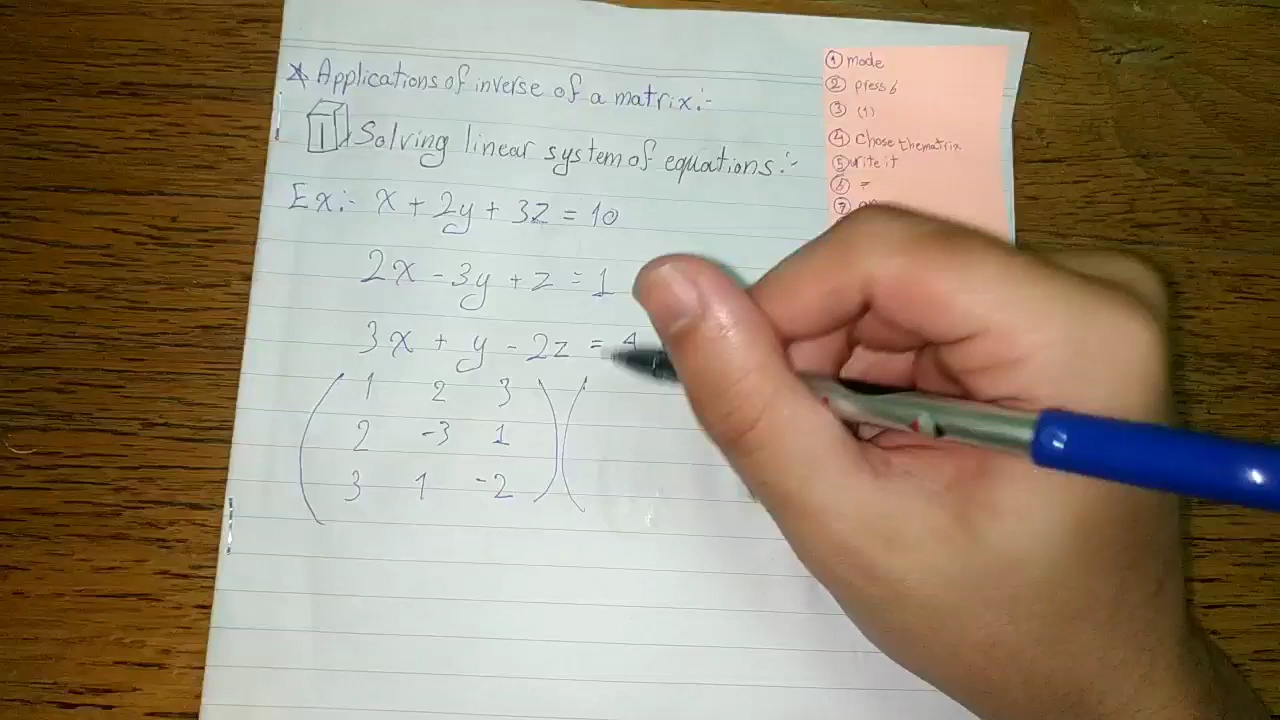 * Applications of inverse of a matrix:-
1 Solving linear system of equations:-
Ex:- x + 2y + 3z = 10
2x - 3y + z = 1
3x + y - 2z = 4
( 1 2 3 ) (
2 -3 1
3 1 -2
① mode
② press 6
③ (1)
④ chose thematrix
⑤ write it
⑥ =
⑦